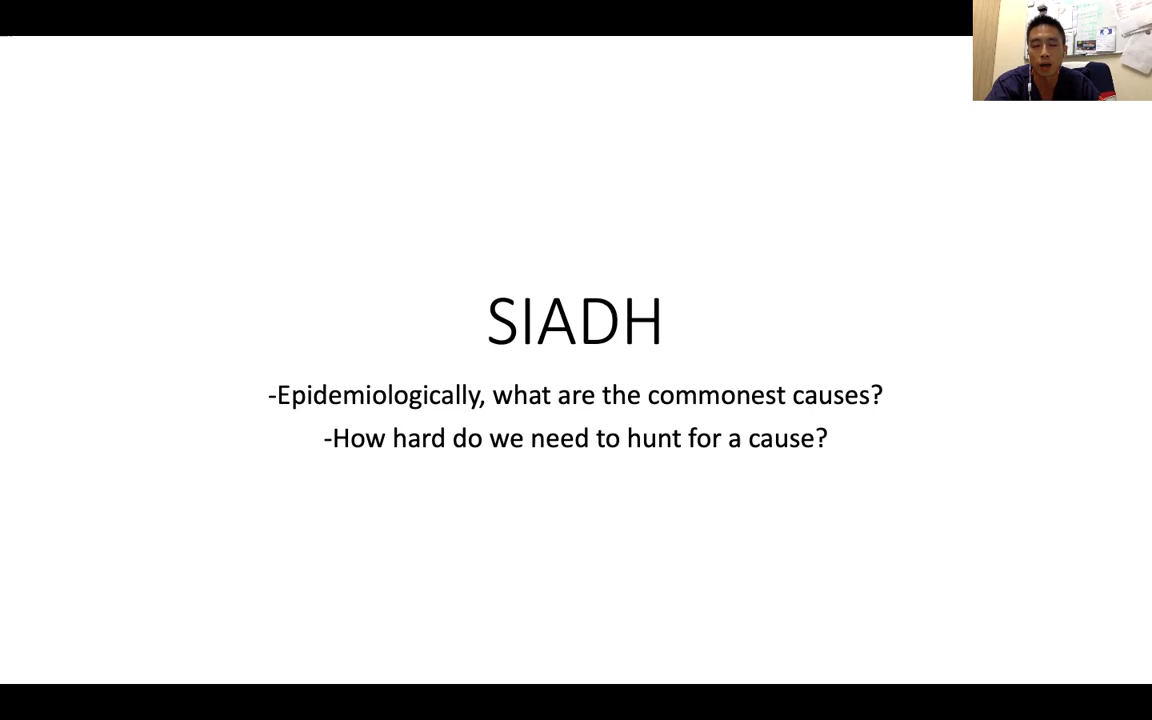 SIADH
-Epidemiologically, what are the commonest causes?
-How hard do we need to hunt for a cause?